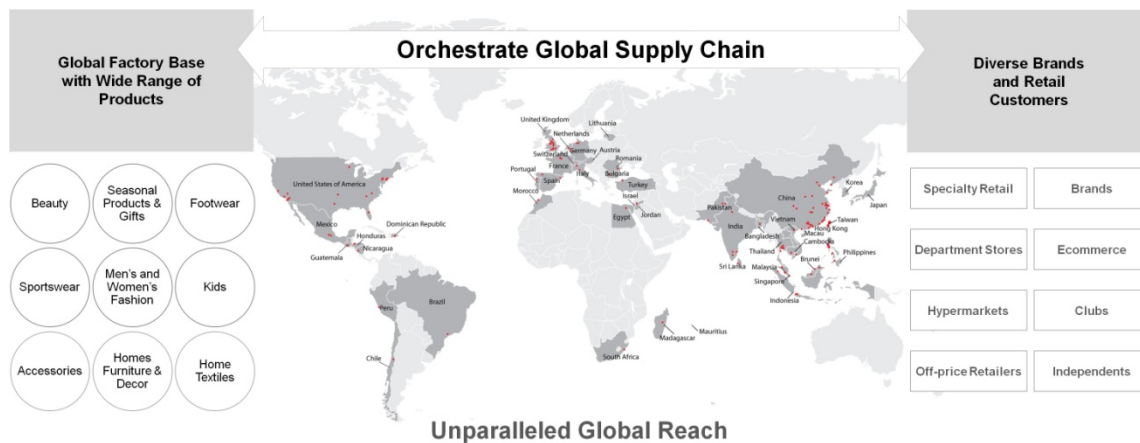 Orchestrate Global Supply Chain
Global Factory Base
with Wide Range of
Products
Diverse Brands
and Retail
Customers
Beauty
Seasonal
Products &
Gifts
Footwear
Sportswear
Men's and
Women's
Fashion
Kids
Accessories
Homes
Furniture &
Decor
Home
Textiles
United States of America
Mexico
Dominican Republic
Honduras
Nicaragua
Guatemala
Peru
Brazil
Chile
United Kingdom
Netherlands
Lithuania
Germany
Austria
Switzerland
France
Romania
Portugal
Spain
Italy
Bulgaria
Turkey
Morocco
Israel
Egypt
Jordan
Pakistan
China
Korea
Japan
India
Vietnam
Taiwan
Hong Kong
Bangladesh
Macau
Thailand
Cambodia
Sri Lanka
Malaysia
Brunei
Philippines
Singapore
Indonesia
Mauritius
Madagascar
South Africa
Specialty Retail
Brands
Department Stores
Ecommerce
Hypermarkets
Clubs
Off-price Retailers
Independents
Unparalleled Global Reach